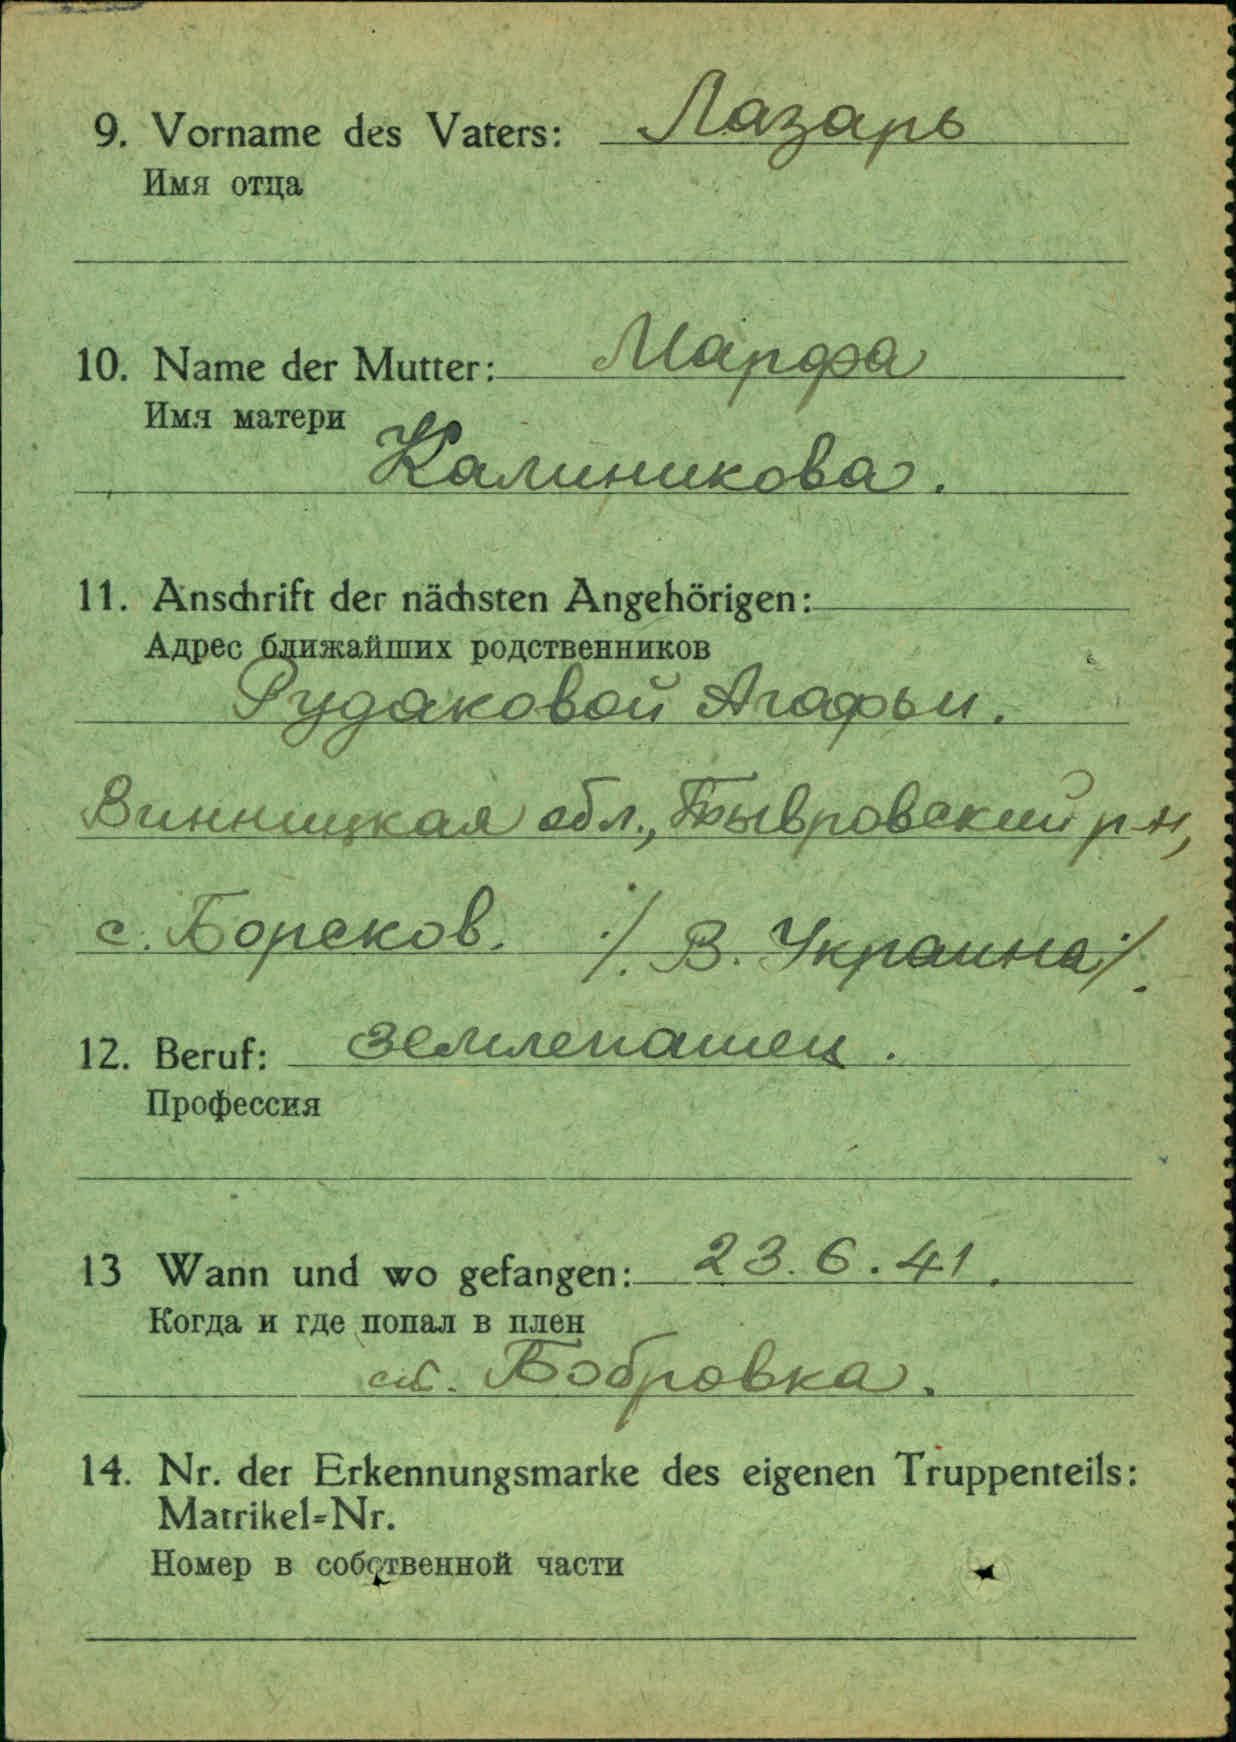 9. Vorname des Vaters: Лазарь
Имя отца
10. Name der Mutter: Марфа
Имя матери
Калиникова.
11. Anschrift der nächsten Angehörigen:
Адрес ближайших родственников
Рудаковой Агафьи.
Винницкая обл., Тывровский р-н,
с. Борсков. ·/. В. Украина ·/.
12. Beruf: землепашец.
Профессия
13 Wann und wo gefangen: 23.6.41.
Когда и где попал в плен
ст. Бобровка.
14. Nr. der Erkennungsmarke des eigenen Truppenteils:
Matrikel-Nr.
Номер в собственной части